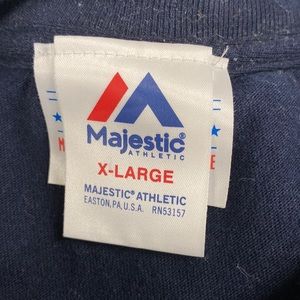 Majestic®
ATHLETIC
X-LARGE
MAJESTIC® ATHLETIC
EASTON, PA, U.S.A. RN53157